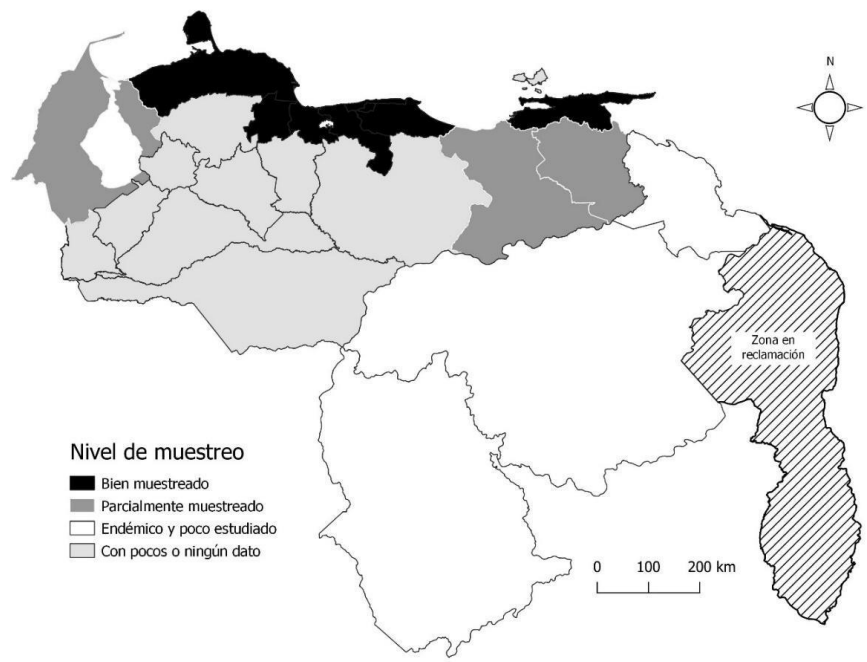 N
Zona en
reclamación
Nivel de muestreo
Bien muestreado
Parcialmente muestreado
Endémico y poco estudiado
Con pocos o ningún dato
0 100 200 km